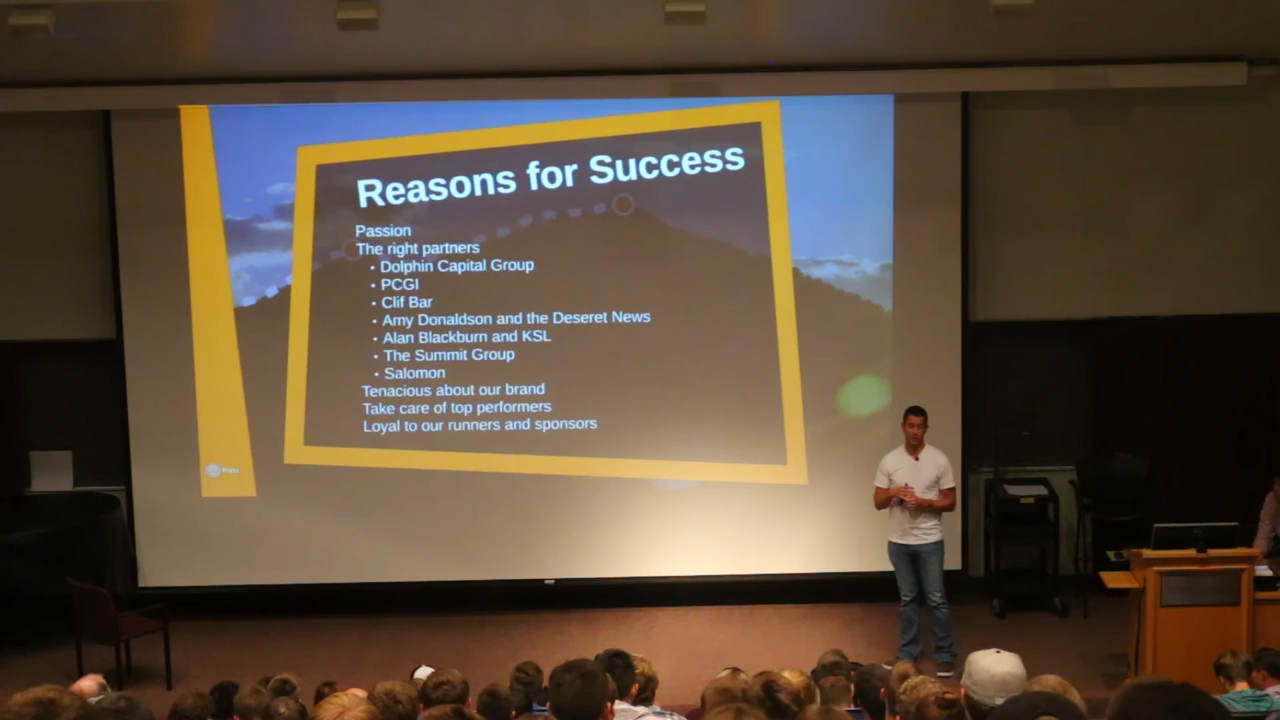 Reasons for Success
Passion
The right partners
• Dolphin Capital Group
• PCGI
• Clif Bar
• Amy Donaldson and the Deseret News
• Alan Blackburn and KSL
• The Summit Group
• Salomon
Tenacious about our brand
Take care of top performers
Loyal to our runners and sponsors
Prezi